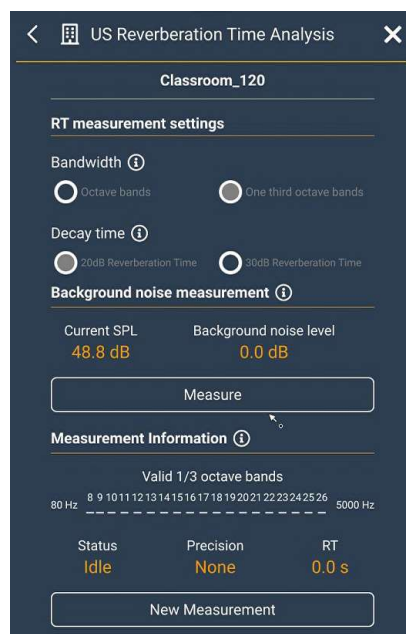 US Reverberation Time Analysis
Classroom_120
RT measurement settings
Bandwidth
Octave bands One third octave bands
Decay time
20dB Reverberation Time 30dB Reverberation Time
Background noise measurement
Current SPL Background noise level
48.8 dB 0.0 dB
Measure
Measurement Information
Valid 1/3 octave bands
80 Hz 8 9 10 11 12 13 14 15 16 17 18 19 20 21 22 23 24 25 26 5000 Hz
Status Precision RT
Idle None 0.0 s
New Measurement